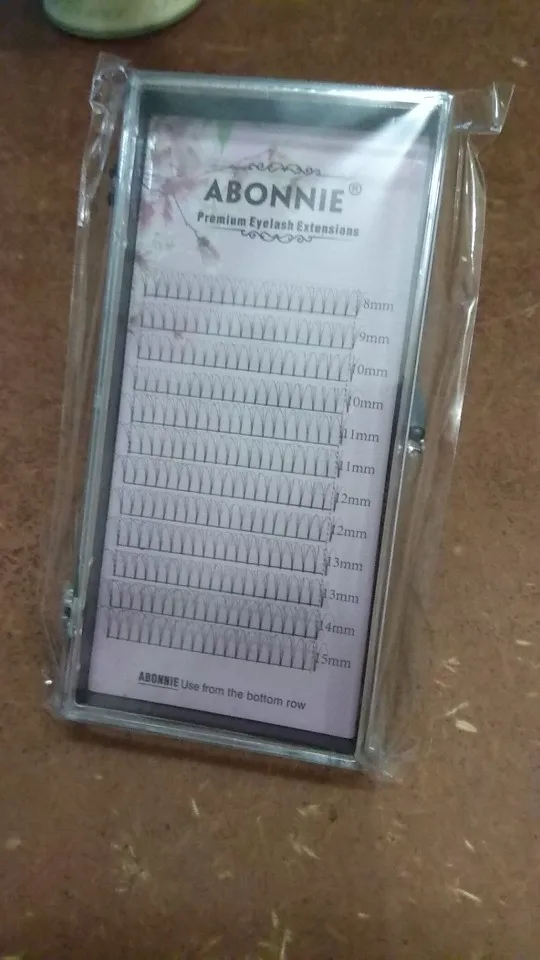 ABONNIE®
Premium Eyelash Extensions
8mm
9mm
10mm
10mm
11mm
11mm
12mm
12mm
13mm
13mm
14mm
15mm
ABONNIE Use from the bottom row